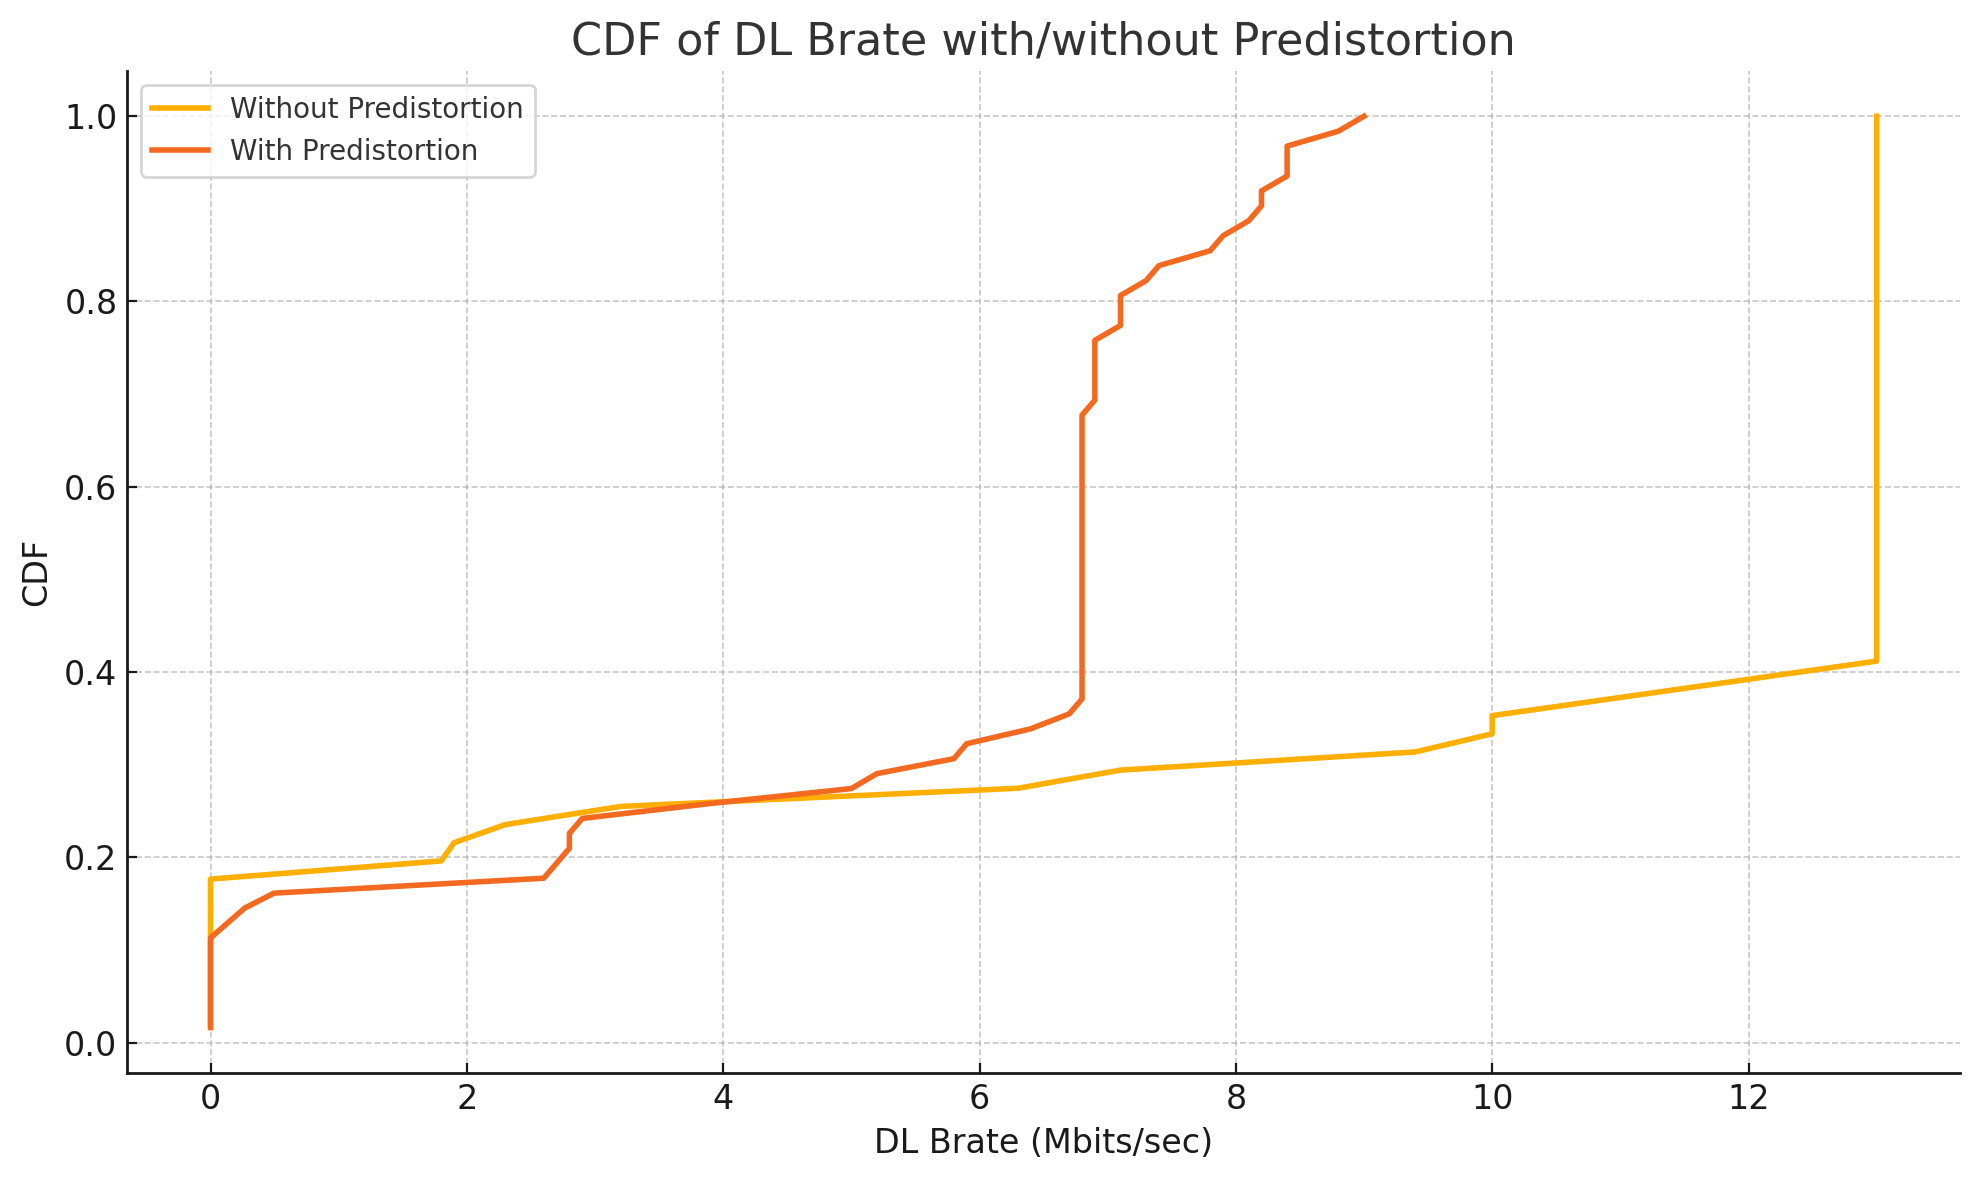 CDF of DL Brate with/without Predistortion
Without Predistortion
With Predistortion
1.0
0.8
0.6
0.4
0.2
0.0
CDF
0 2 4 6 8 10 12
DL Brate (Mbits/sec)